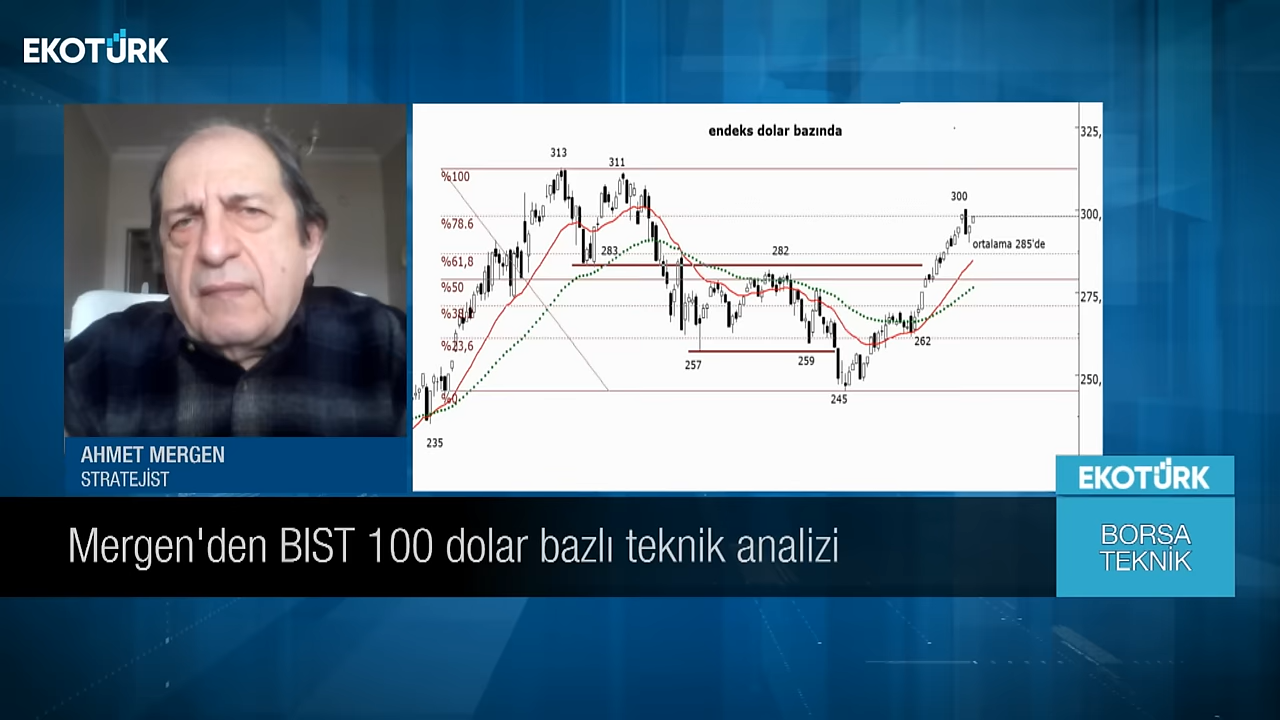 EKOTÜRK
endeks dolar bazında
325,
313
311
%100
300
300,
%78.6
ortalama 285'de
283
282
%61,8
%50
275,
%23,6
262
257
259
250,
245
%0
235
AHMET MERGEN
STRATEJİST
EKOTÜRK
Mergen'den BIST 100 dolar bazlı teknik analizi
BORSA
TEKNİK